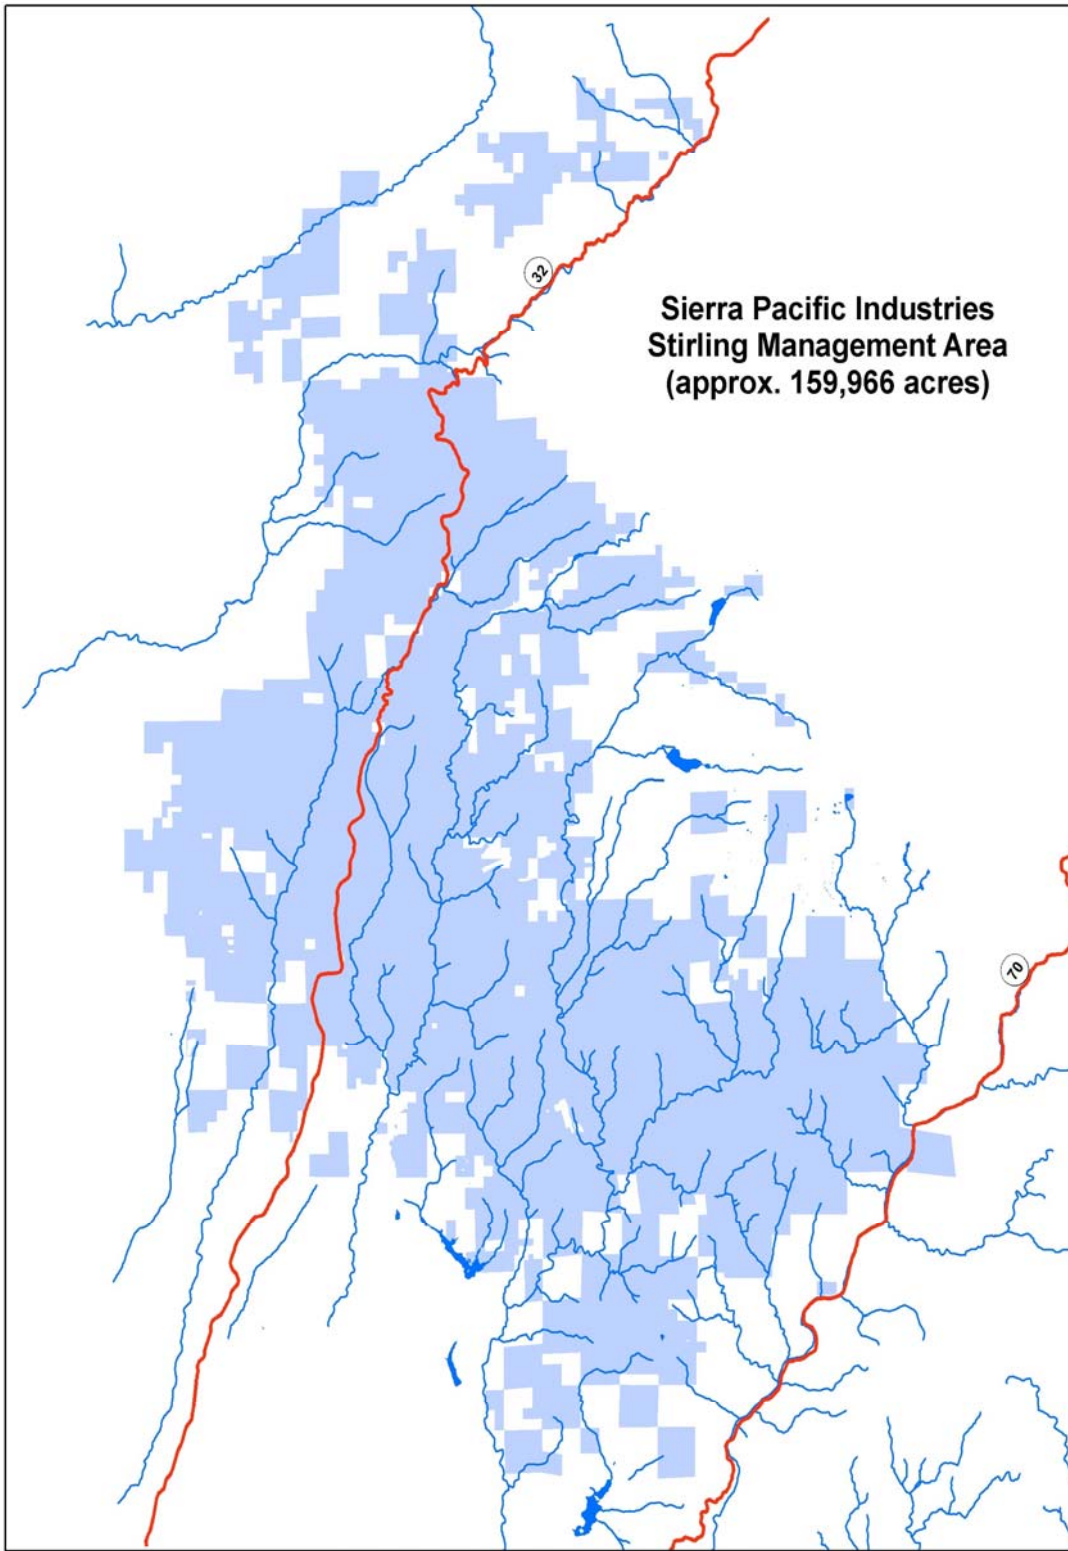 32
Sierra Pacific Industries
Stirling Management Area
(approx. 159,966 acres)
70